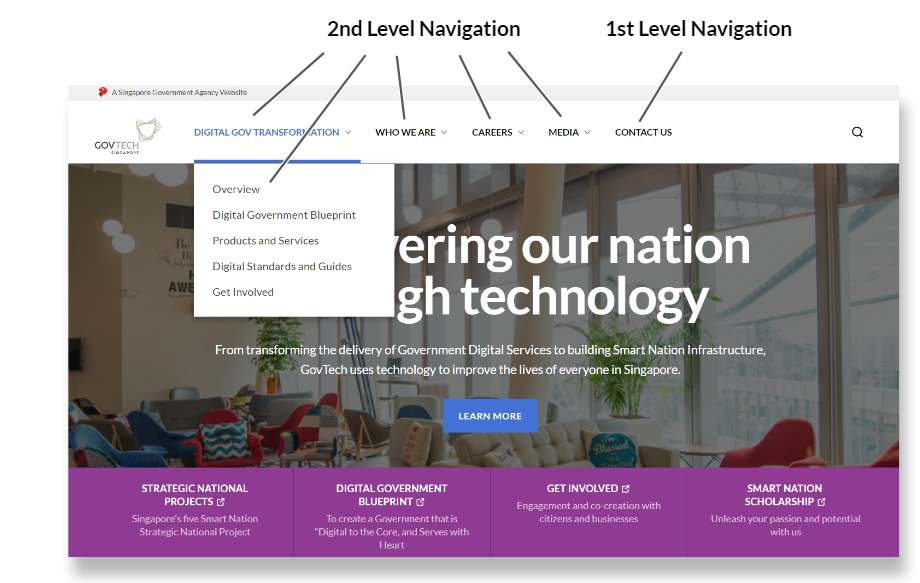 2nd Level Navigation
1st Level Navigation
A Singapore Government Agency Website
GOVTECH
SINGAPORE
DIGITAL GOV TRANSFORMATION
WHO WE ARE
CAREERS
MEDIA
CONTACT US
Overview
Digital Government Blueprint
Products and Services
Digital Standards and Guides
Get Involved
vering our nation
gh technology
From transforming the delivery of Government Digital Services to building Smart Nation Infrastructure,
GovTech uses technology to improve the lives of everyone in Singapore.
LEARN MORE
STRATEGIC NATIONAL
PROJECTS
Singapore's five Smart Nation
Strategic National Project
DIGITAL GOVERNMENT
BLUEPRINT
To create a Government that is
"Digital to the Core, and Serves with
Heart
GET INVOLVED
Engagement and co-creation with
citizens and businesses
SMART NATION
SCHOLARSHIP
Unleash your passion and potential
with us